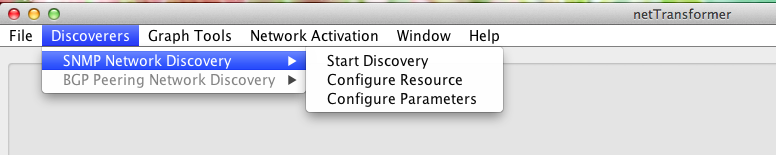 netTransformer
File Discoverers Graph Tools Network Activation Window Help
SNMP Network Discovery
BGP Peering Network Discovery
Start Discovery
Configure Resource
Configure Parameters